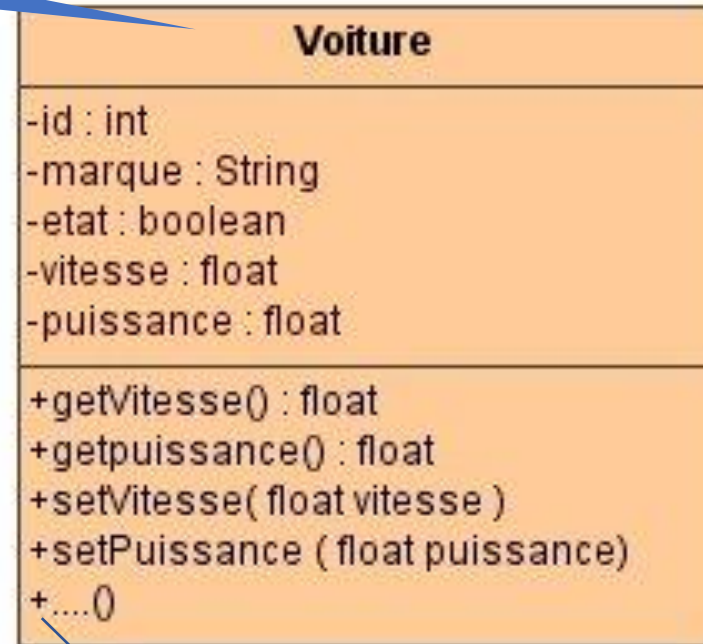 Voiture
-id : int
-marque : String
-etat : boolean
-vitesse : float
-puissance : float
+getVitesse() : float
+getpuissance() : float
+setVitesse( float vitesse )
+setPuissance ( float puissance)
+....()